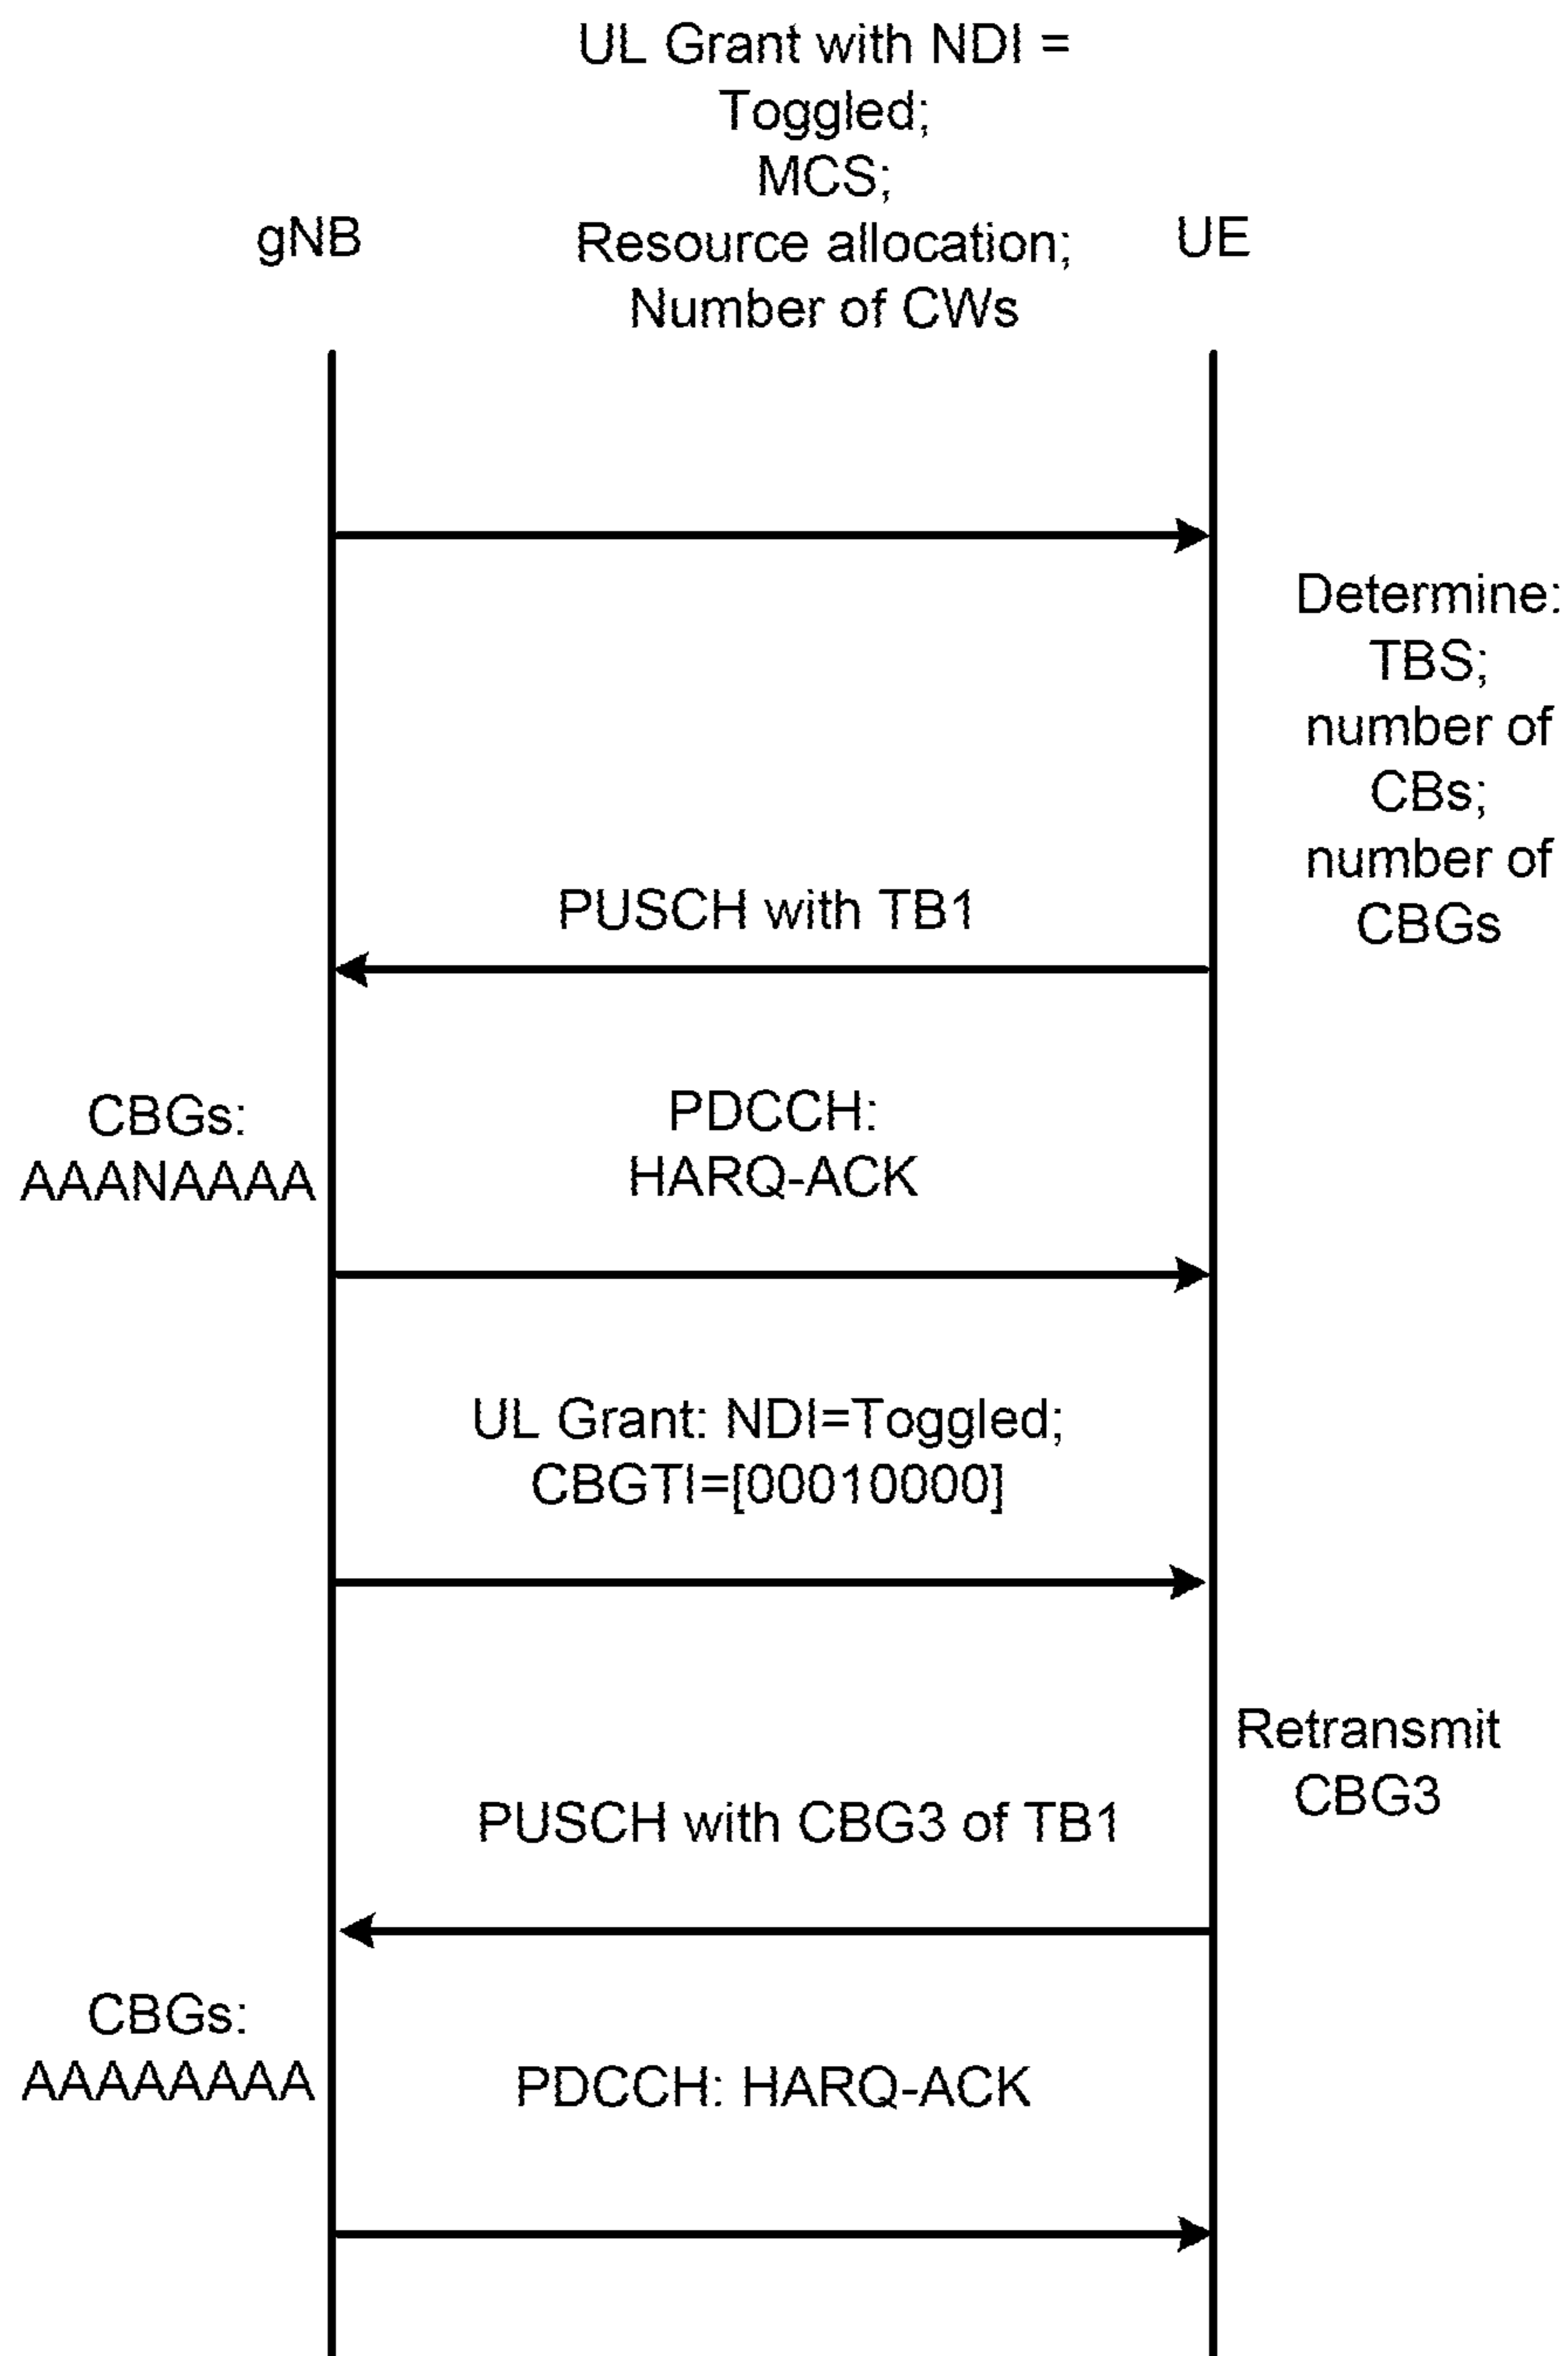 UL Grant with NDI =
Toggled;
MCS;
gNB
Resource allocation;
UE
Number of CWs
Determine:
TBS;
number of
CBs;
number of
CBGs
PUSCH with TB1
CBGs:
AAANAAAA
PDCCH:
HARQ-ACK
UL Grant: NDI=Toggled;
CBGTI=[00010000]
Retransmit
CBG3
PUSCH with CBG3 of TB1
CBGs:
AAAAAAAA
PDCCH: HARQ-ACK